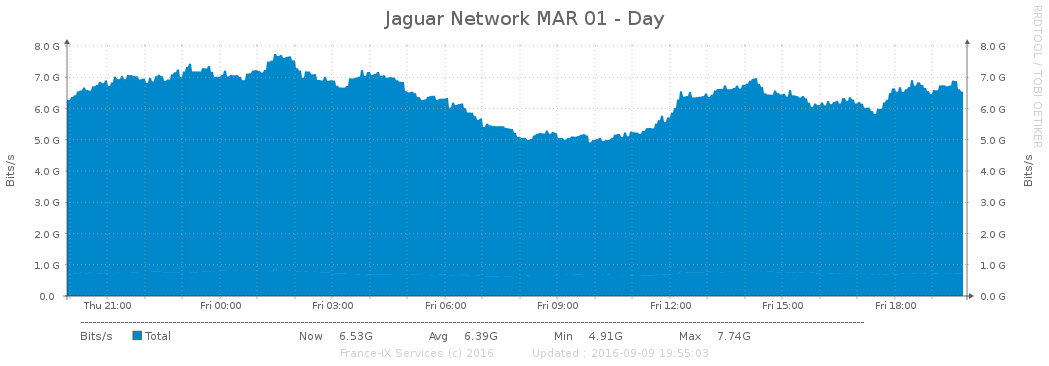 Jaguar Network MAR 01 - Day
RRDTOOL / TOBI OETIKER
Bits/s
Bits/s
8.0 G 8.0 G
7.0 G 7.0 G
6.0 G 6.0 G
5.0 G 5.0 G
4.0 G 4.0 G
3.0 G 3.0 G
2.0 G 2.0 G
1.0 G 1.0 G
0.0 0.0 G
Thu 21:00 Fri 00:00 Fri 03:00 Fri 06:00 Fri 09:00 Fri 12:00 Fri 15:00 Fri 18:00
Bits/s Total Now 6.53G Avg 6.39G Min 4.91G Max 7.74G
France-IX Services (c) 2016 Updated : 2016-09-09 19:55:03